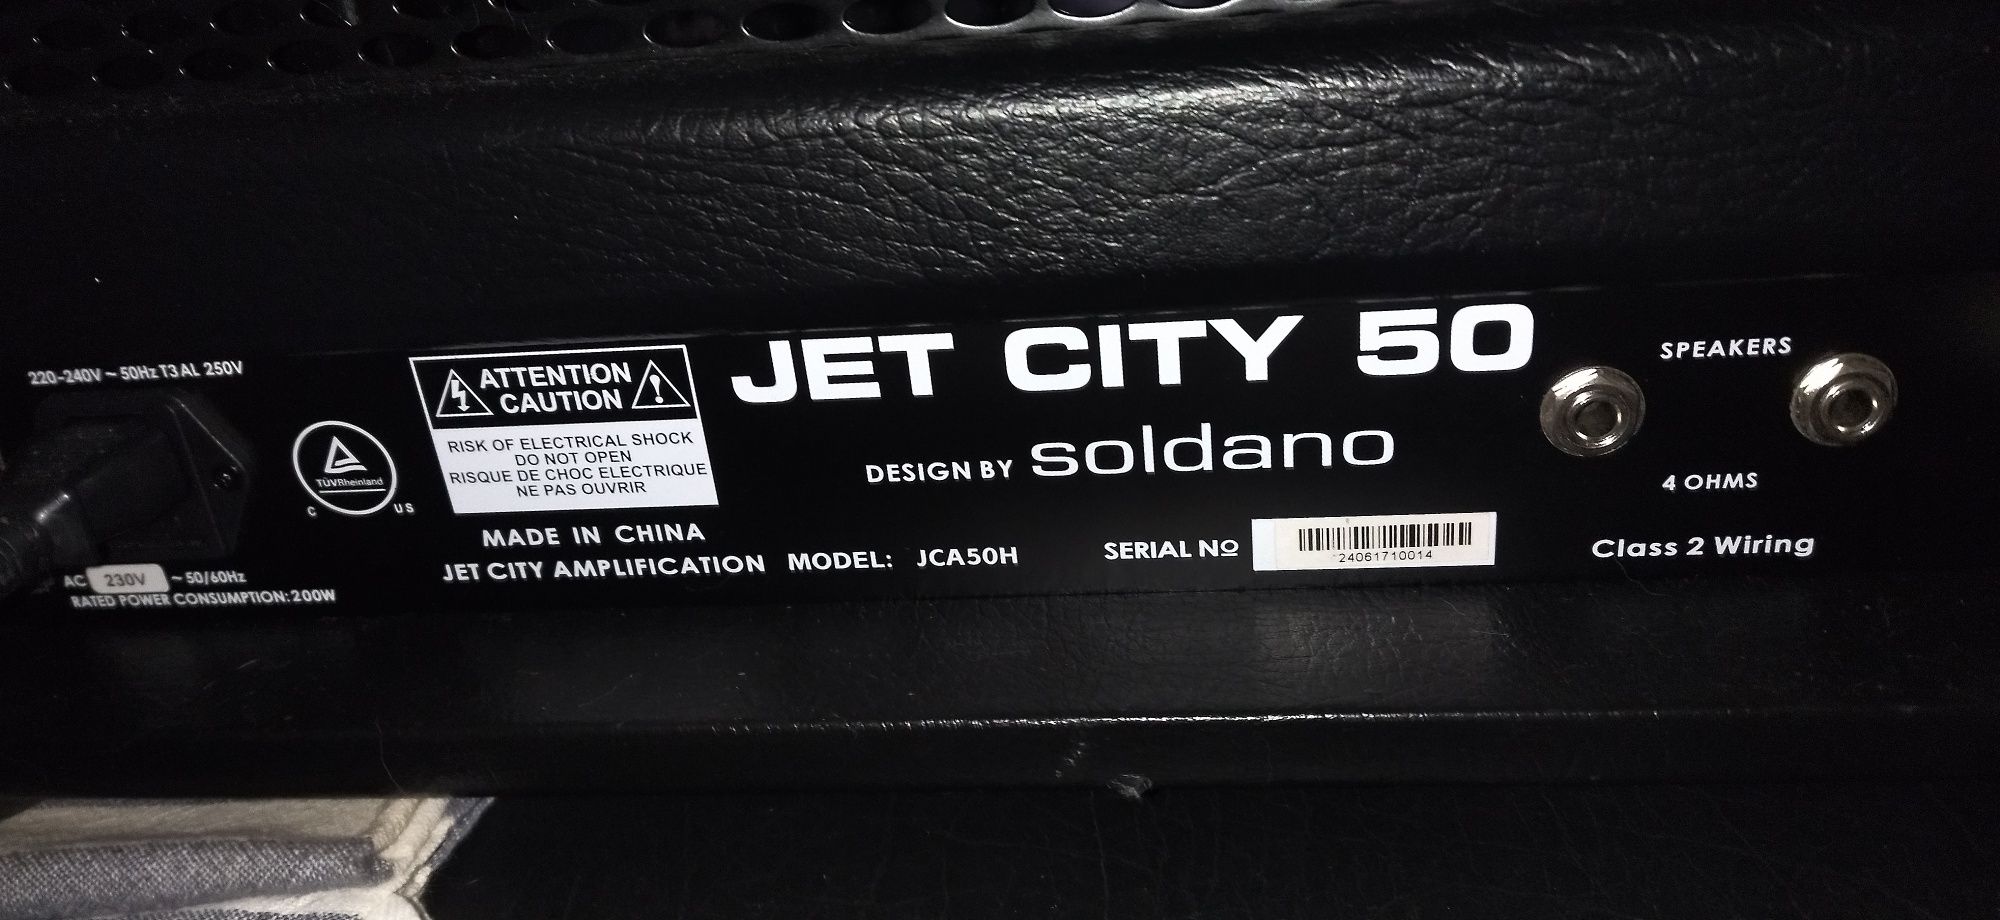 220-240V ~ 50Hz T3AL 250V
AC 230V ~ 50/60Hz
RATED POWER CONSUMPTION: 200W
TÜVRheinland
C US
ATTENTION
CAUTION
RISK OF ELECTRICAL SHOCK
DO NOT OPEN
RISQUE DE CHOC ELECTRIQUE
NE PAS OUVRIR
MADE IN CHINA
JET CITY AMPLIFICATION MODEL: JCA50H
JET CITY 50
DESIGN BY soldano
SERIAL Nº
24061710014
SPEAKERS
4 OHMS
Class 2 Wiring